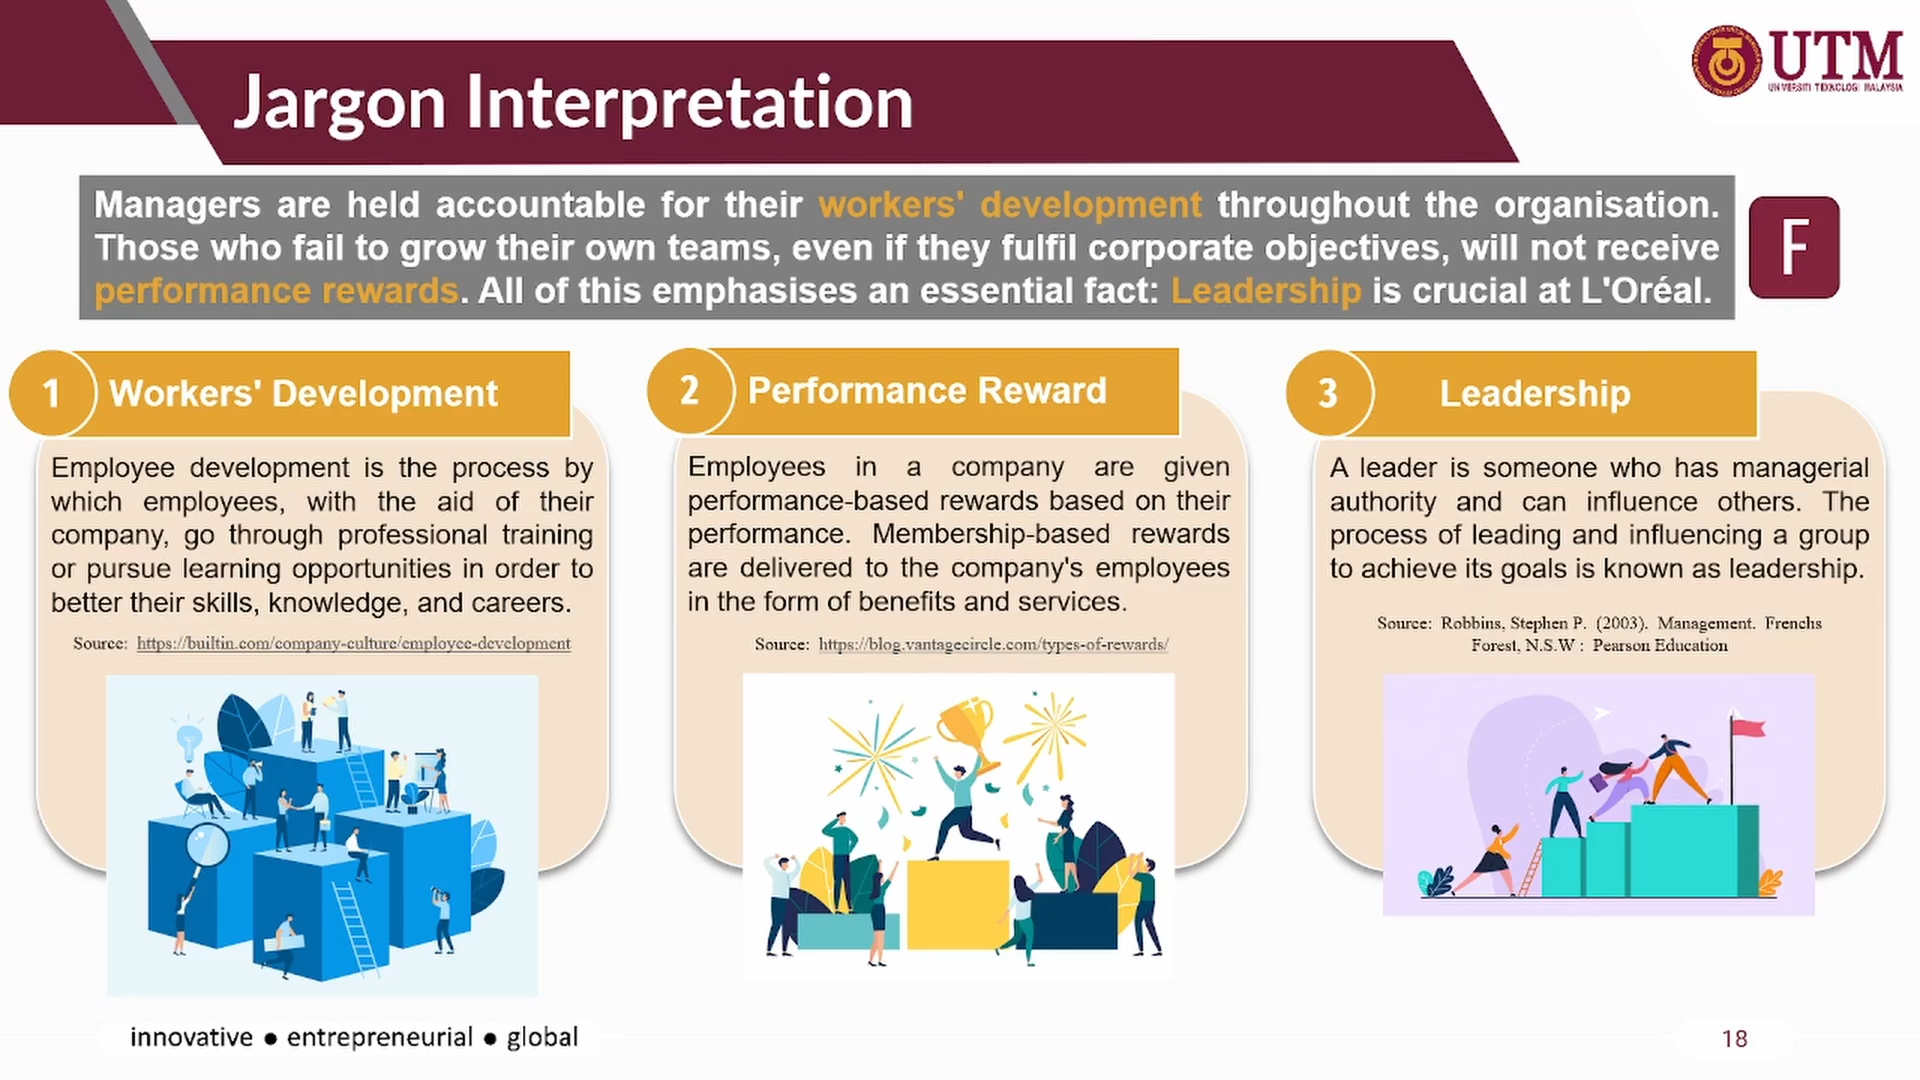 Jargon Interpretation
UTM
UNIVERSITI TEKNOLOGI MALAYSIA
Managers are held accountable for their workers' development throughout the organisation.
Those who fail to grow their own teams, even if they fulfil corporate objectives, will not receive
performance rewards. All of this emphasises an essential fact: Leadership is crucial at L'Oréal.
F
1 Workers' Development
Employee development is the process by
which employees, with the aid of their
company, go through professional training
or pursue learning opportunities in order to
better their skills, knowledge, and careers.
Source: https://builtin.com/company-culture/employee-development
2 Performance Reward
Employees in a company are given
performance-based rewards based on their
performance. Membership-based rewards
are delivered to the company's employees
in the form of benefits and services.
Source: https://blog.vantagecircle.com/types-of-rewards/
3 Leadership
A leader is someone who has managerial
authority and can influence others. The
process of leading and influencing a group
to achieve its goals is known as leadership.
Source: Robbins, Stephen P. (2003). Management. Frenchs
Forest, N.S.W : Pearson Education
innovative ● entrepreneurial ● global
18